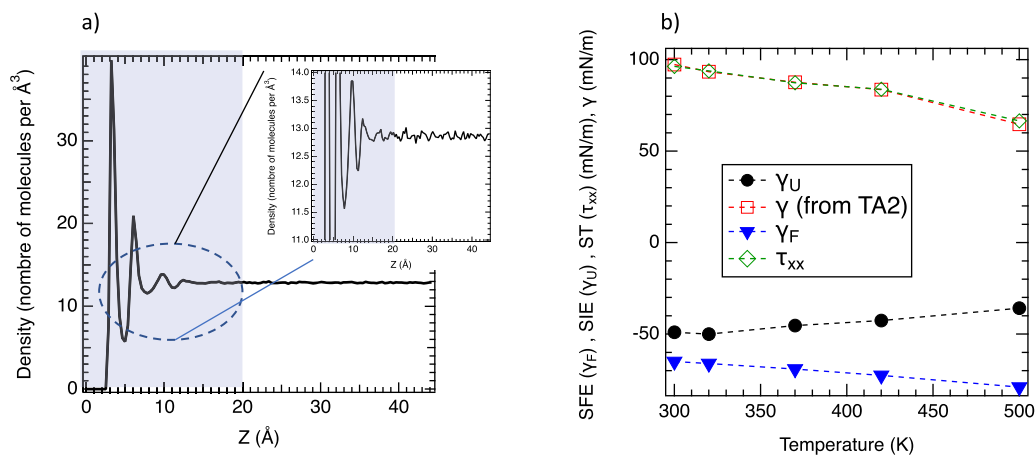 a)
Density (nombre of molecules per Å³)
30
20
10
0
0
10
20
30
40
Z (Å)
Density (nombre of molecules per Å³)
14.0
13.5
13.0
12.5
12.0
11.5
11.0
0
10
20
30
40
Z (Å)
b)
SFE (γF) , SIE (γU) , ST (τxx) (mN/m), γ (mN/m)
100
50
0
-50
γU
γ (from TA2)
γF
τxx
300
350
400
450
500
Temperature (K)